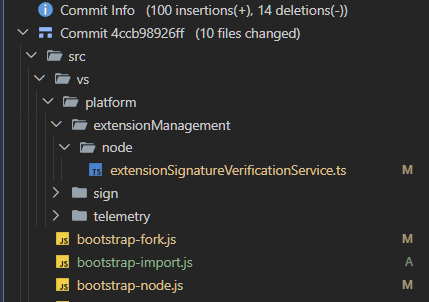 Commit Info (100 insertions(+), 14 deletions(-))
Commit 4ccb98926ff (10 files changed)
src
vs
platform
extensionManagement
node
TS extensionSignatureVerificationService.ts M
sign
telemetry
JS bootstrap-fork.js M
JS bootstrap-import.js A
JS bootstrap-node.js M